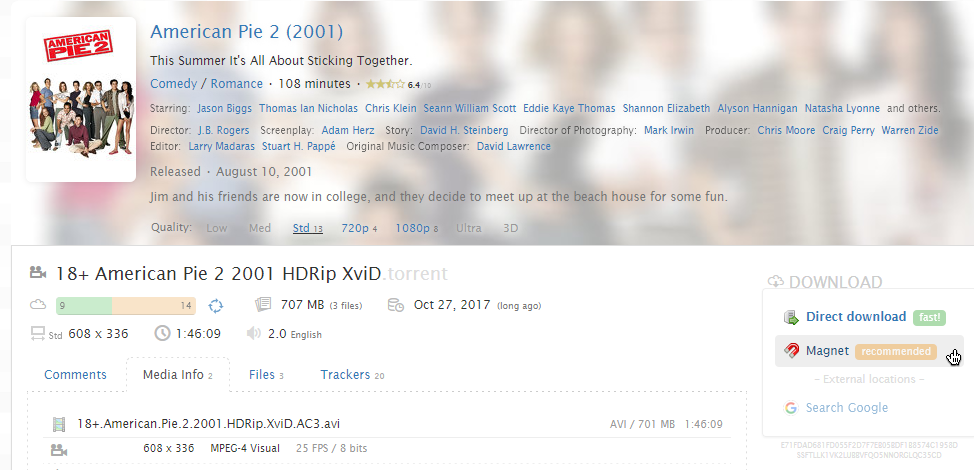 AMERICAN PIE 2
American Pie 2 (2001)
This Summer It's All About Sticking Together.
Comedy / Romance · 108 minutes · 6.4/10
Starring: Jason Biggs Thomas Ian Nicholas Chris Klein Seann William Scott Eddie Kaye Thomas Shannon Elizabeth Alyson Hannigan Natasha Lyonne and others.
Director: J.B. Rogers Screenplay: Adam Herz Story: David H. Steinberg Director of Photography: Mark Irwin Producer: Chris Moore Craig Perry Warren Zide
Editor: Larry Madaras Stuart H. Pappé Original Music Composer: David Lawrence
Released · August 10, 2001
Jim and his friends are now in college, and they decide to meet up at the beach house for some fun.
Quality: Low Med Std 13 720p 4 1080p 8 Ultra 3D
18+ American Pie 2 2001 HDRip XviD.torrent
9 14 707 MB (3 files) Oct 27, 2017 (long ago)
Std 608 x 336 1:46:09 2.0 English
DOWNLOAD
Direct download fast!
Magnet recommended
– External locations –
Search Google
Comments Media Info 2 Files 3 Trackers 20
18+.American.Pie.2.2001.HDRip.XviD.AC3.avi AVI / 701 MB 1:46:09
608 x 336 MPEG-4 Visual 25 FPS / 8 bits